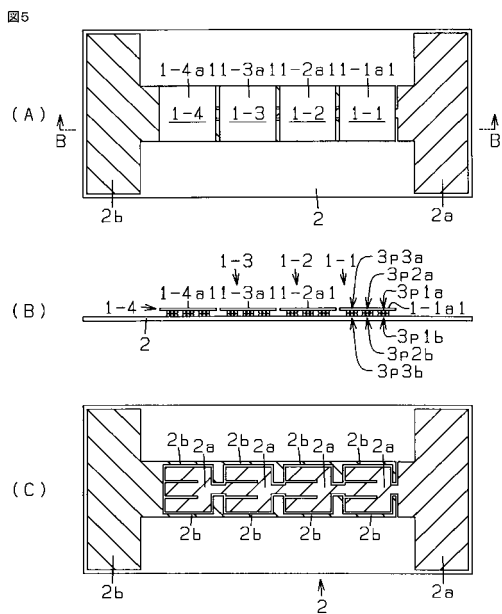 図5
1-4a1 1-3a1 1-2a1 1-1a1
(A) 1-4 1-3 1-2 1-1
B B
2b 2 2a
1-3 1-2 1-1 3p3a
3p2a
1-4a1 1-3a1 1-2a1 3p1a
(B) 1-4 1-1a1
2 3p1b
3p2b
3p3b
2b 2a 2b 2a 2b 2a 2b 2a
(C)
2b 2b 2b 2b
2b 2a
2